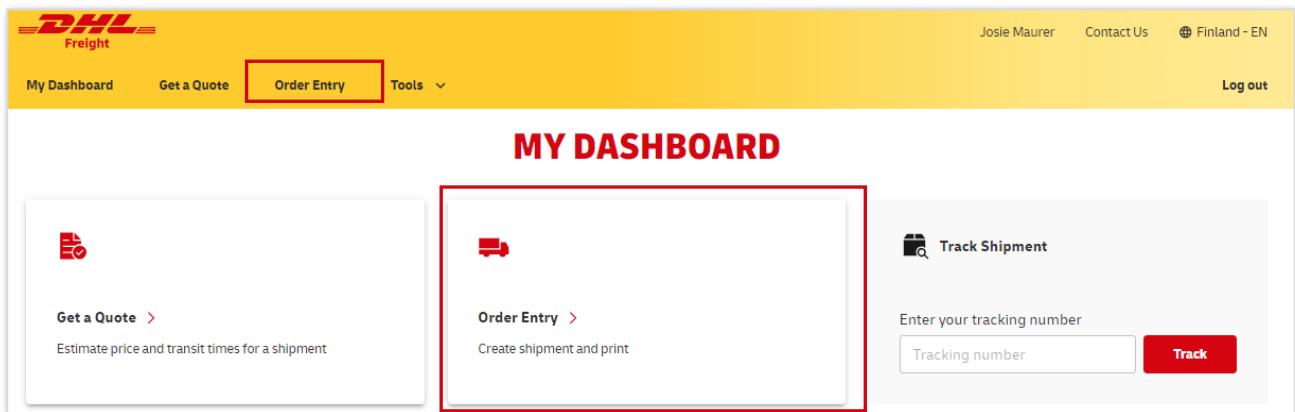 DHL
Freight
Josie Maurer Contact Us Finland - EN
My Dashboard Get a Quote Order Entry Tools Log out
MY DASHBOARD
Track Shipment
Get a Quote
Estimate price and transit times for a shipment
Order Entry
Create shipment and print
Enter your tracking number
Tracking number Track